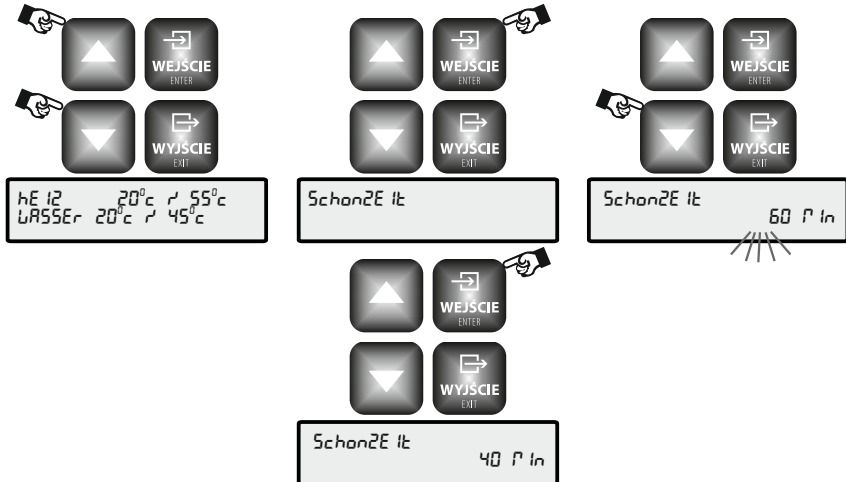 WEJŚCIE
ENTER
WYJŚCIE
EXIT
hEIZ 20°c / 55°c
WASSEr 20°c / 45°c
WEJŚCIE
ENTER
WYJŚCIE
EXIT
SchonZEIt
WEJŚCIE
ENTER
WYJŚCIE
EXIT
SchonZEIt
60 MIn
WEJŚCIE
ENTER
WYJŚCIE
EXIT
SchonZEIt
40 MIn